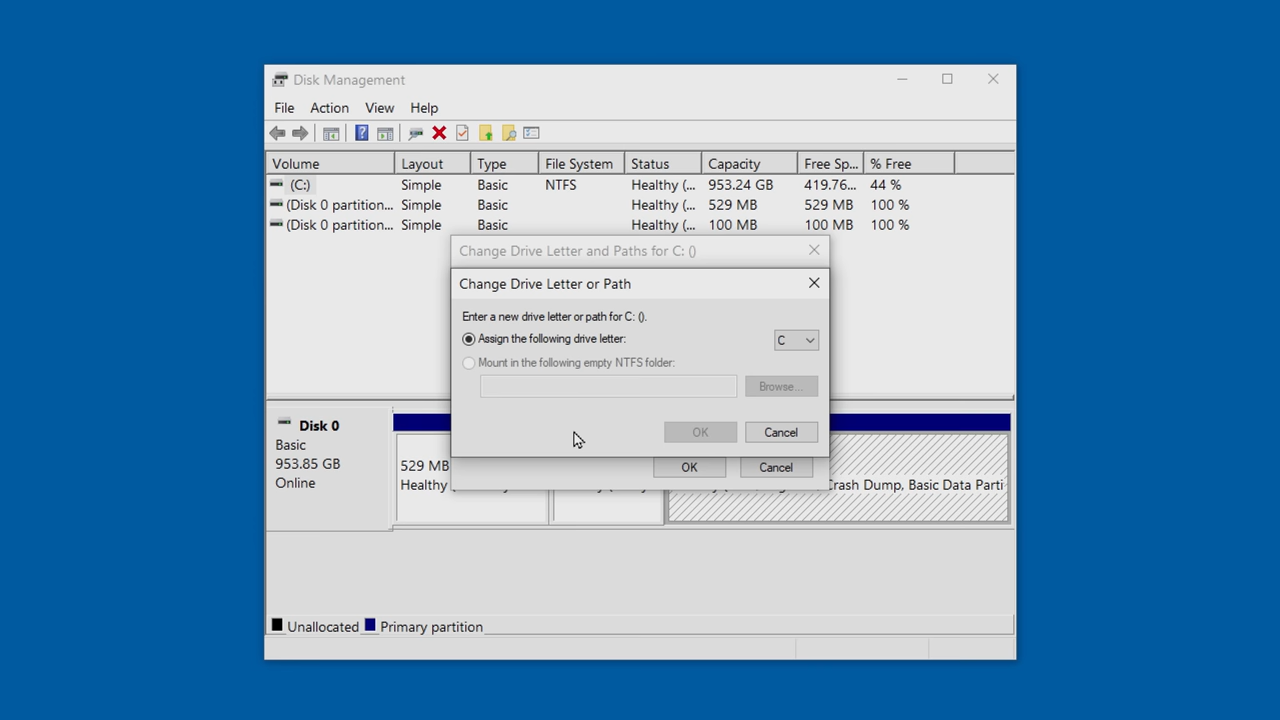 Disk Management
File Action View Help
Volume Layout Type File System Status Capacity Free Sp... % Free
(C:) Simple Basic NTFS Healthy (... 953.24 GB 419.76... 44 %
(Disk 0 partition... Simple Basic Healthy (... 529 MB 529 MB 100 %
(Disk 0 partition... Simple Basic Healthy (... 100 MB 100 MB 100 %
Change Drive Letter and Paths for C: ()
Change Drive Letter or Path
Enter a new drive letter or path for C: ().
Assign the following drive letter: C
Mount in the following empty NTFS folder:
Browse...
OK Cancel
OK Cancel
Disk 0
Basic
953.85 GB
Online
529 MB
Healthy
Crash Dump, Basic Data Parti
Unallocated Primary partition